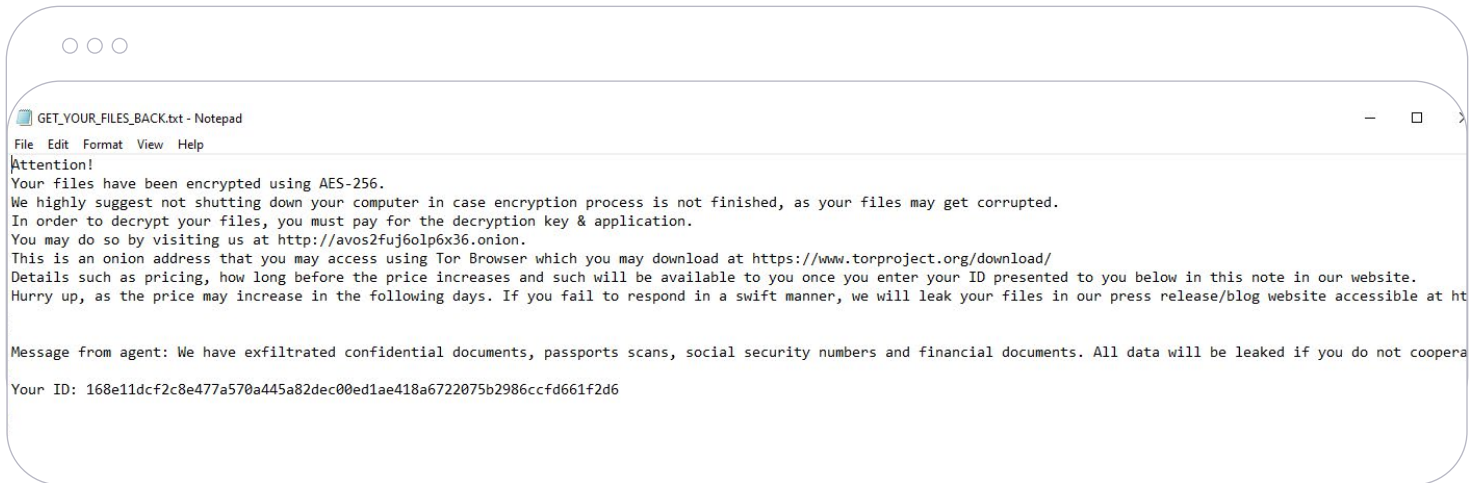 GET_YOUR_FILES_BACK.txt - Notepad
File Edit Format View Help
Attention!
Your files have been encrypted using AES-256.
We highly suggest not shutting down your computer in case encryption process is not finished, as your files may get corrupted.
In order to decrypt your files, you must pay for the decryption key & application.
You may do so by visiting us at http://avos2fuj6olp6x36.onion.
This is an onion address that you may access using Tor Browser which you may download at https://www.torproject.org/download/
Details such as pricing, how long before the price increases and such will be available to you once you enter your ID presented to you below in this note in our website.
Hurry up, as the price may increase in the following days. If you fail to respond in a swift manner, we will leak your files in our press release/blog website accessible at ht
Message from agent: We have exfiltrated confidential documents, passports scans, social security numbers and financial documents. All data will be leaked if you do not coopera
Your ID: 168e11dcf2c8e477a570a445a82dec00ed1ae418a6722075b2986ccfd661f2d6